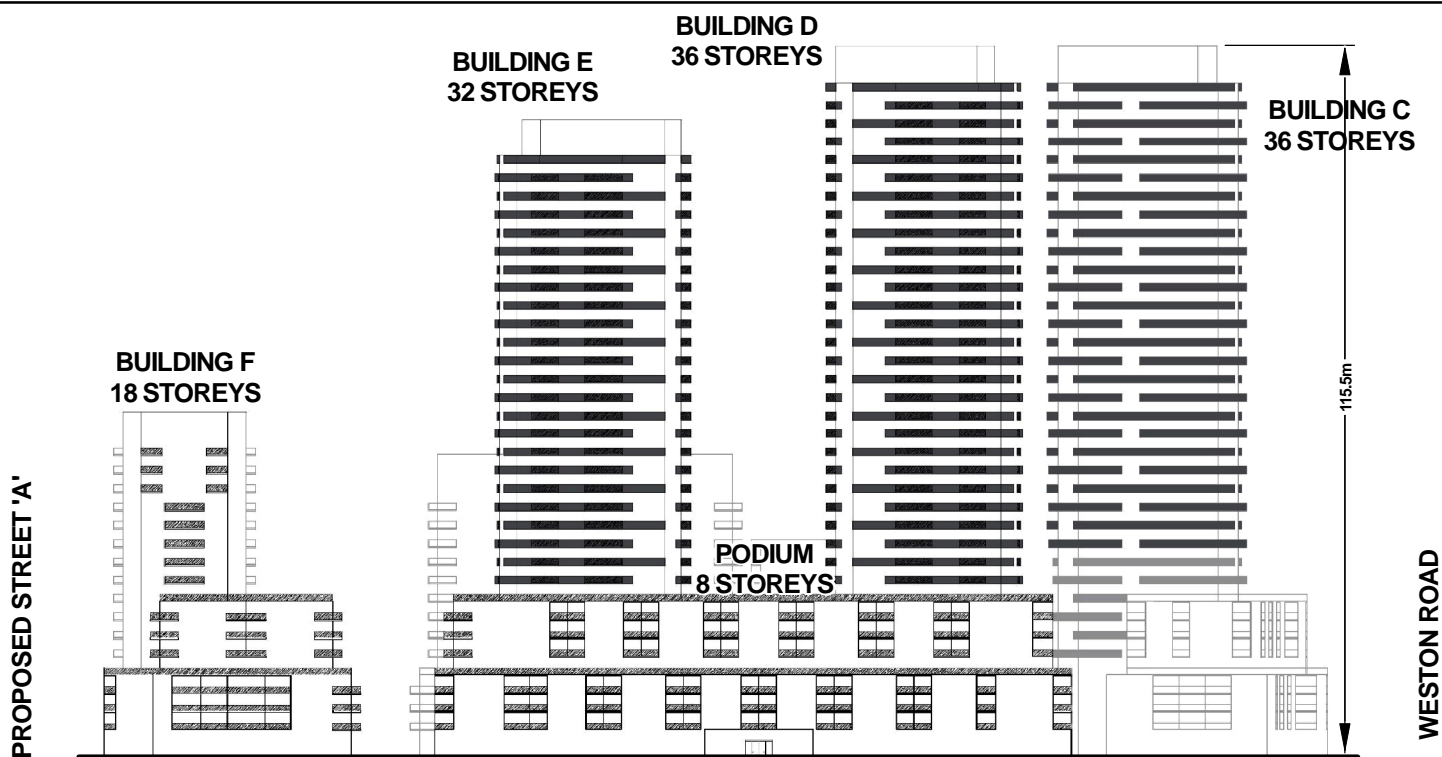 BUILDING D
36 STOREYS
BUILDING E
32 STOREYS
BUILDING C
36 STOREYS
BUILDING F
18 STOREYS
115.5m
PODIUM
8 STOREYS
PROPOSED STREET 'A'
WESTON ROAD